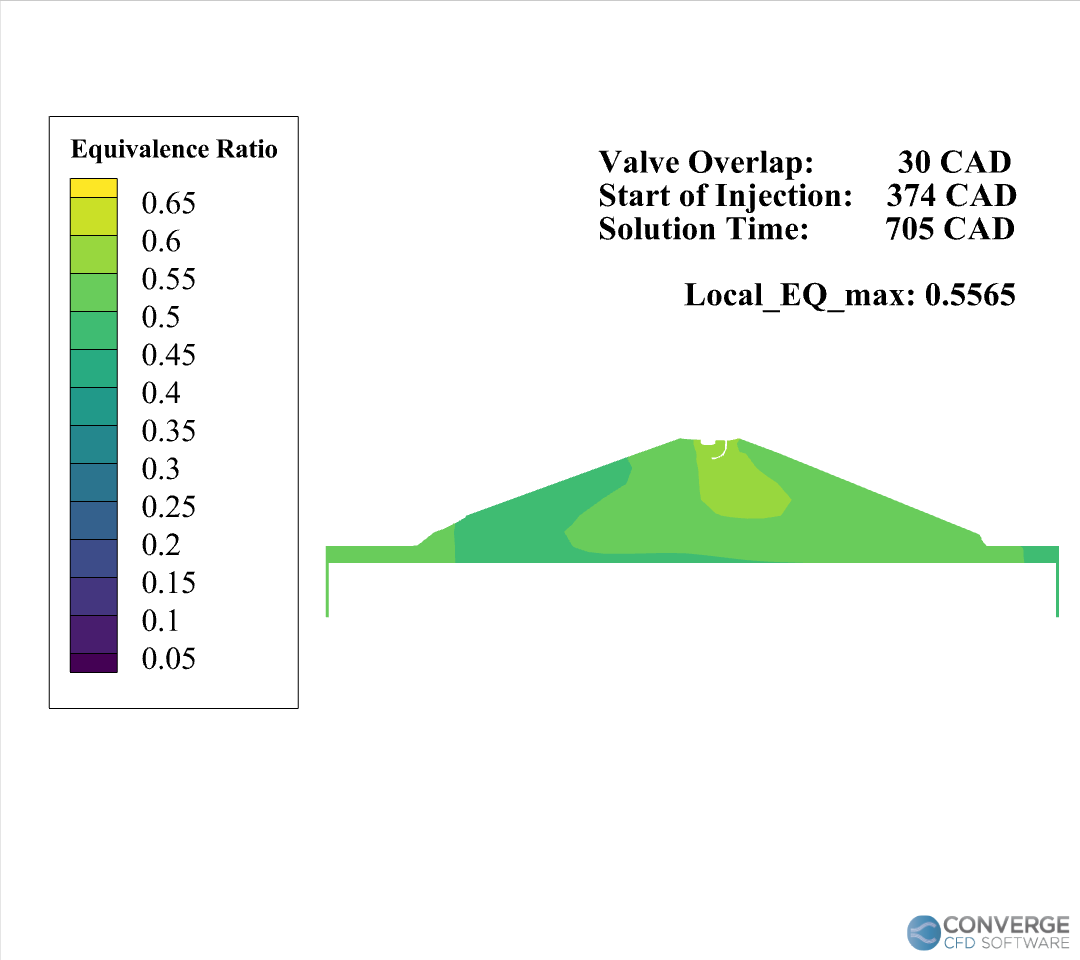 Equivalence Ratio
0.65
0.6
0.55
0.5
0.45
0.4
0.35
0.3
0.25
0.2
0.15
0.1
0.05
Valve Overlap: 30 CAD
Start of Injection: 374 CAD
Solution Time: 705 CAD
Local_EQ_max: 0.5565
CONVERGE
CFD SOFTWARE